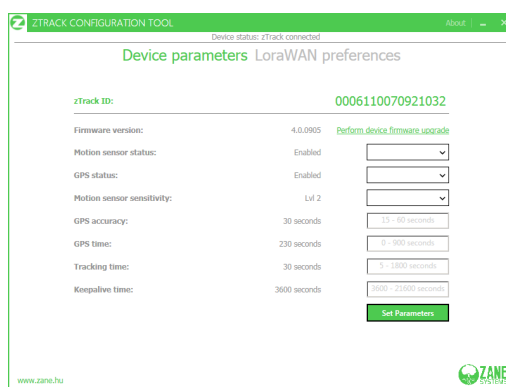 ZTRACK CONFIGURATION TOOL
About
Device status: zTrack connected
Device parameters LoraWAN preferences
zTrack ID: 0006110070921032
Firmware version: 4.0.0905 Perform device firmware upgrade
Motion sensor status: Enabled
GPS status: Enabled
Motion sensor sensitivity: Lvl 2
GPS accuracy: 30 seconds 15 - 60 seconds
GPS time: 230 seconds 0 - 900 seconds
Tracking time: 30 seconds 5 - 1800 seconds
Keepalive time: 3600 seconds 3600 - 21600 seconds
Set Parameters
www.zane.hu
ZANE
SYSTEMS